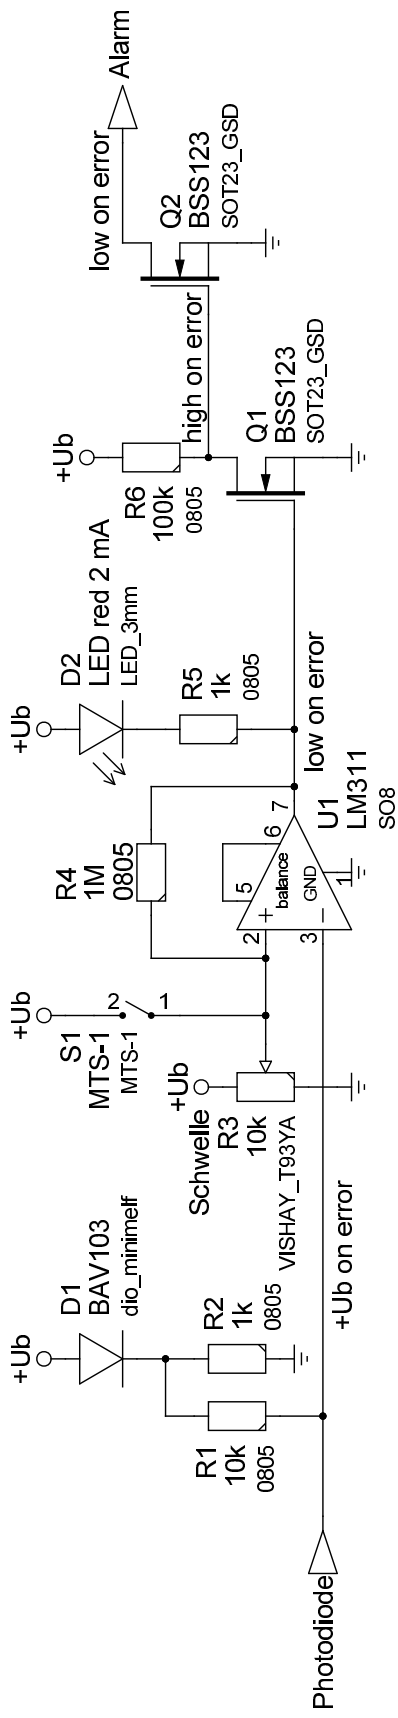 Photodiode
R1
10k
0805
+Ub
D1
BAV103
dio_minimelf
R2
1k
0805
+Ub on error
Schwelle
+Ub
R3
10k
VISHAY_T93YA
+Ub
S1
MTS-1
MTS-1
2
1
R4
1M
0805
2
3
+
−
5
6
balance
GND
1
7
U1
LM311
SO8
+Ub
D2
LED red 2 mA
LED_3mm
R5
1k
0805
low on error
+Ub
R6
100k
0805
high on error
Q1
BSS123
SOT23_GSD
Q2
BSS123
SOT23_GSD
low on error
Alarm